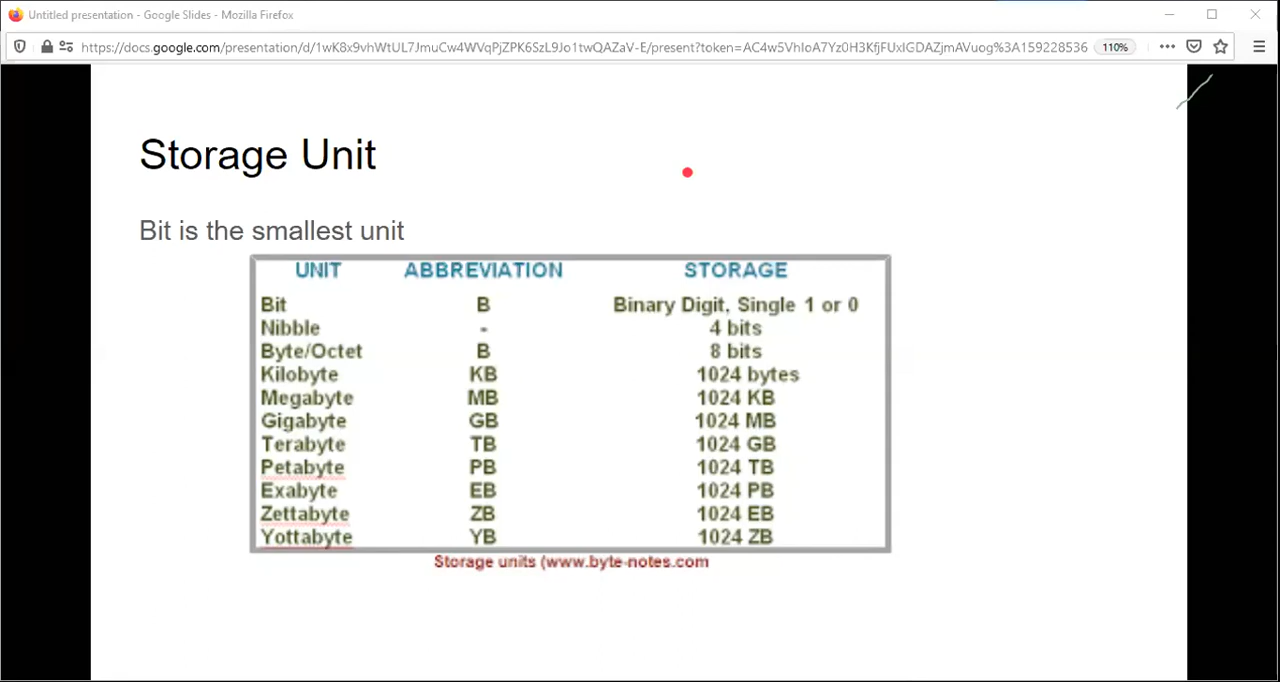 Untitled presentation - Google Slides - Mozilla Firefox
https://docs.google.com/presentation/d/1wK8x9vhWtUL7JmuCw4WVqPjZPK6SzL9Jo1twQAZaV-E/present?token=AC4w5VhIoA7Yz0H3KfjFUxIGDAZjmAVuog%3A159228536 110%
Storage Unit
Bit is the smallest unit
UNIT ABBREVIATION STORAGE
Bit B Binary Digit, Single 1 or 0
Nibble - 4 bits
Byte/Octet B 8 bits
Kilobyte KB 1024 bytes
Megabyte MB 1024 KB
Gigabyte GB 1024 MB
Terabyte TB 1024 GB
Petabyte PB 1024 TB
Exabyte EB 1024 PB
Zettabyte ZB 1024 EB
Yottabyte YB 1024 ZB
Storage units (www.byte-notes.com